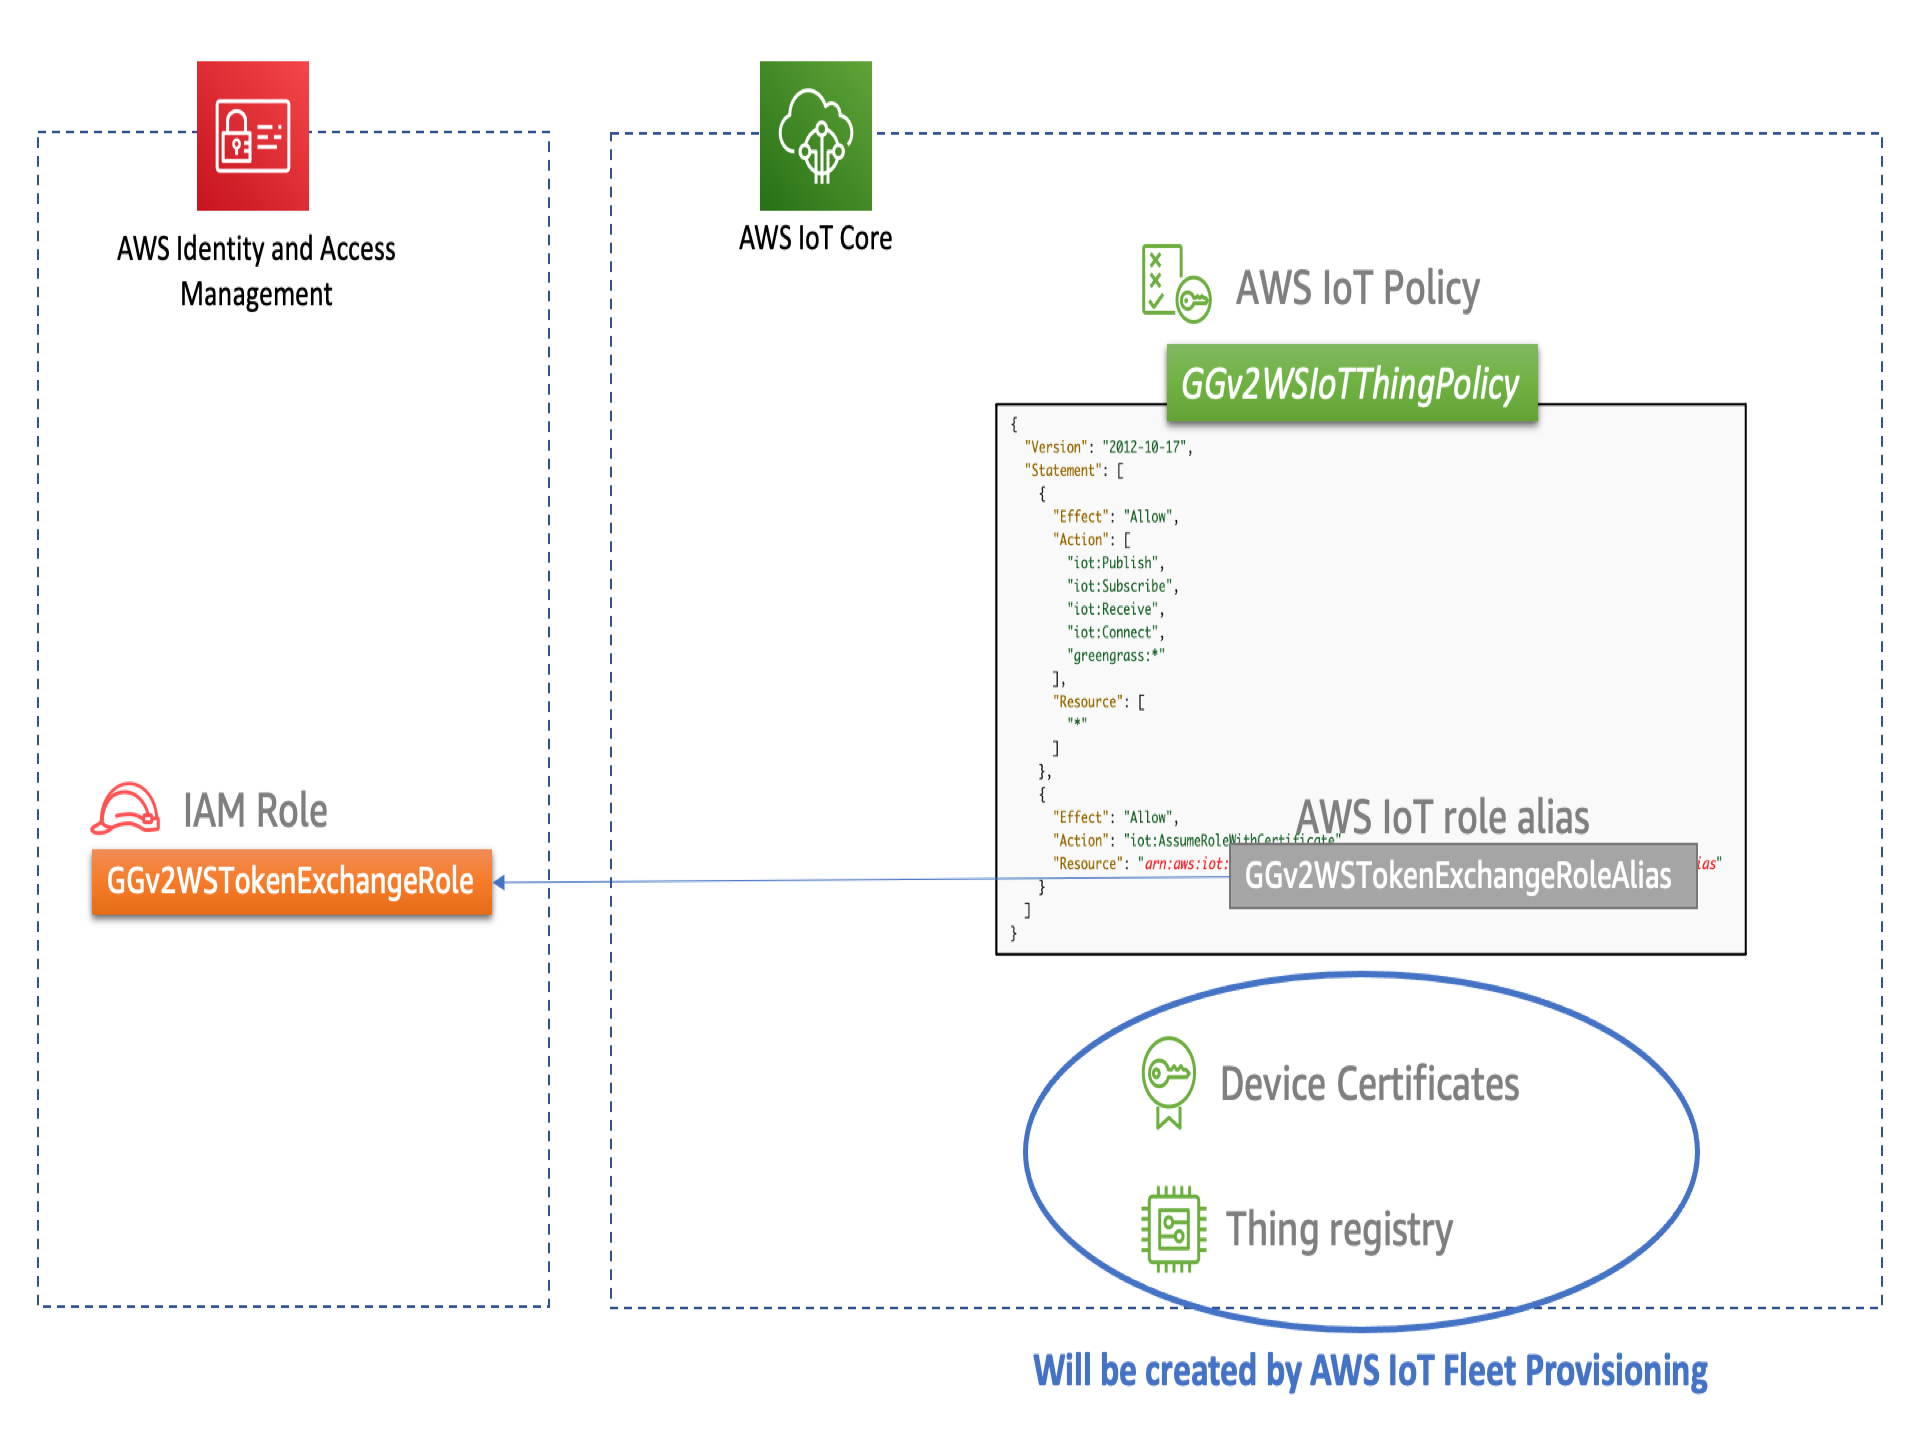 AWS Identity and Access
Management
AWS IoT Core
AWS IoT Policy
GGv2WSIoTThingPolicy
{
"Version": "2012-10-17",
"Statement": [
{
"Effect": "Allow",
"Action": [
"iot:Publish",
"iot:Subscribe",
"iot:Receive",
"iot:Connect",
"greengrass:*"
],
"Resource": [
"*"
]
},
{
"Effect": "Allow",
"Action": "iot:AssumeRoleWithCertificate"
"Resource": "arn:aws:iot: ias"
}
]
}
AWS IoT role alias
GGv2WSTokenExchangeRoleAlias
IAM Role
GGv2WSTokenExchangeRole
Device Certificates
Thing registry
Will be created by AWS IoT Fleet Provisioning